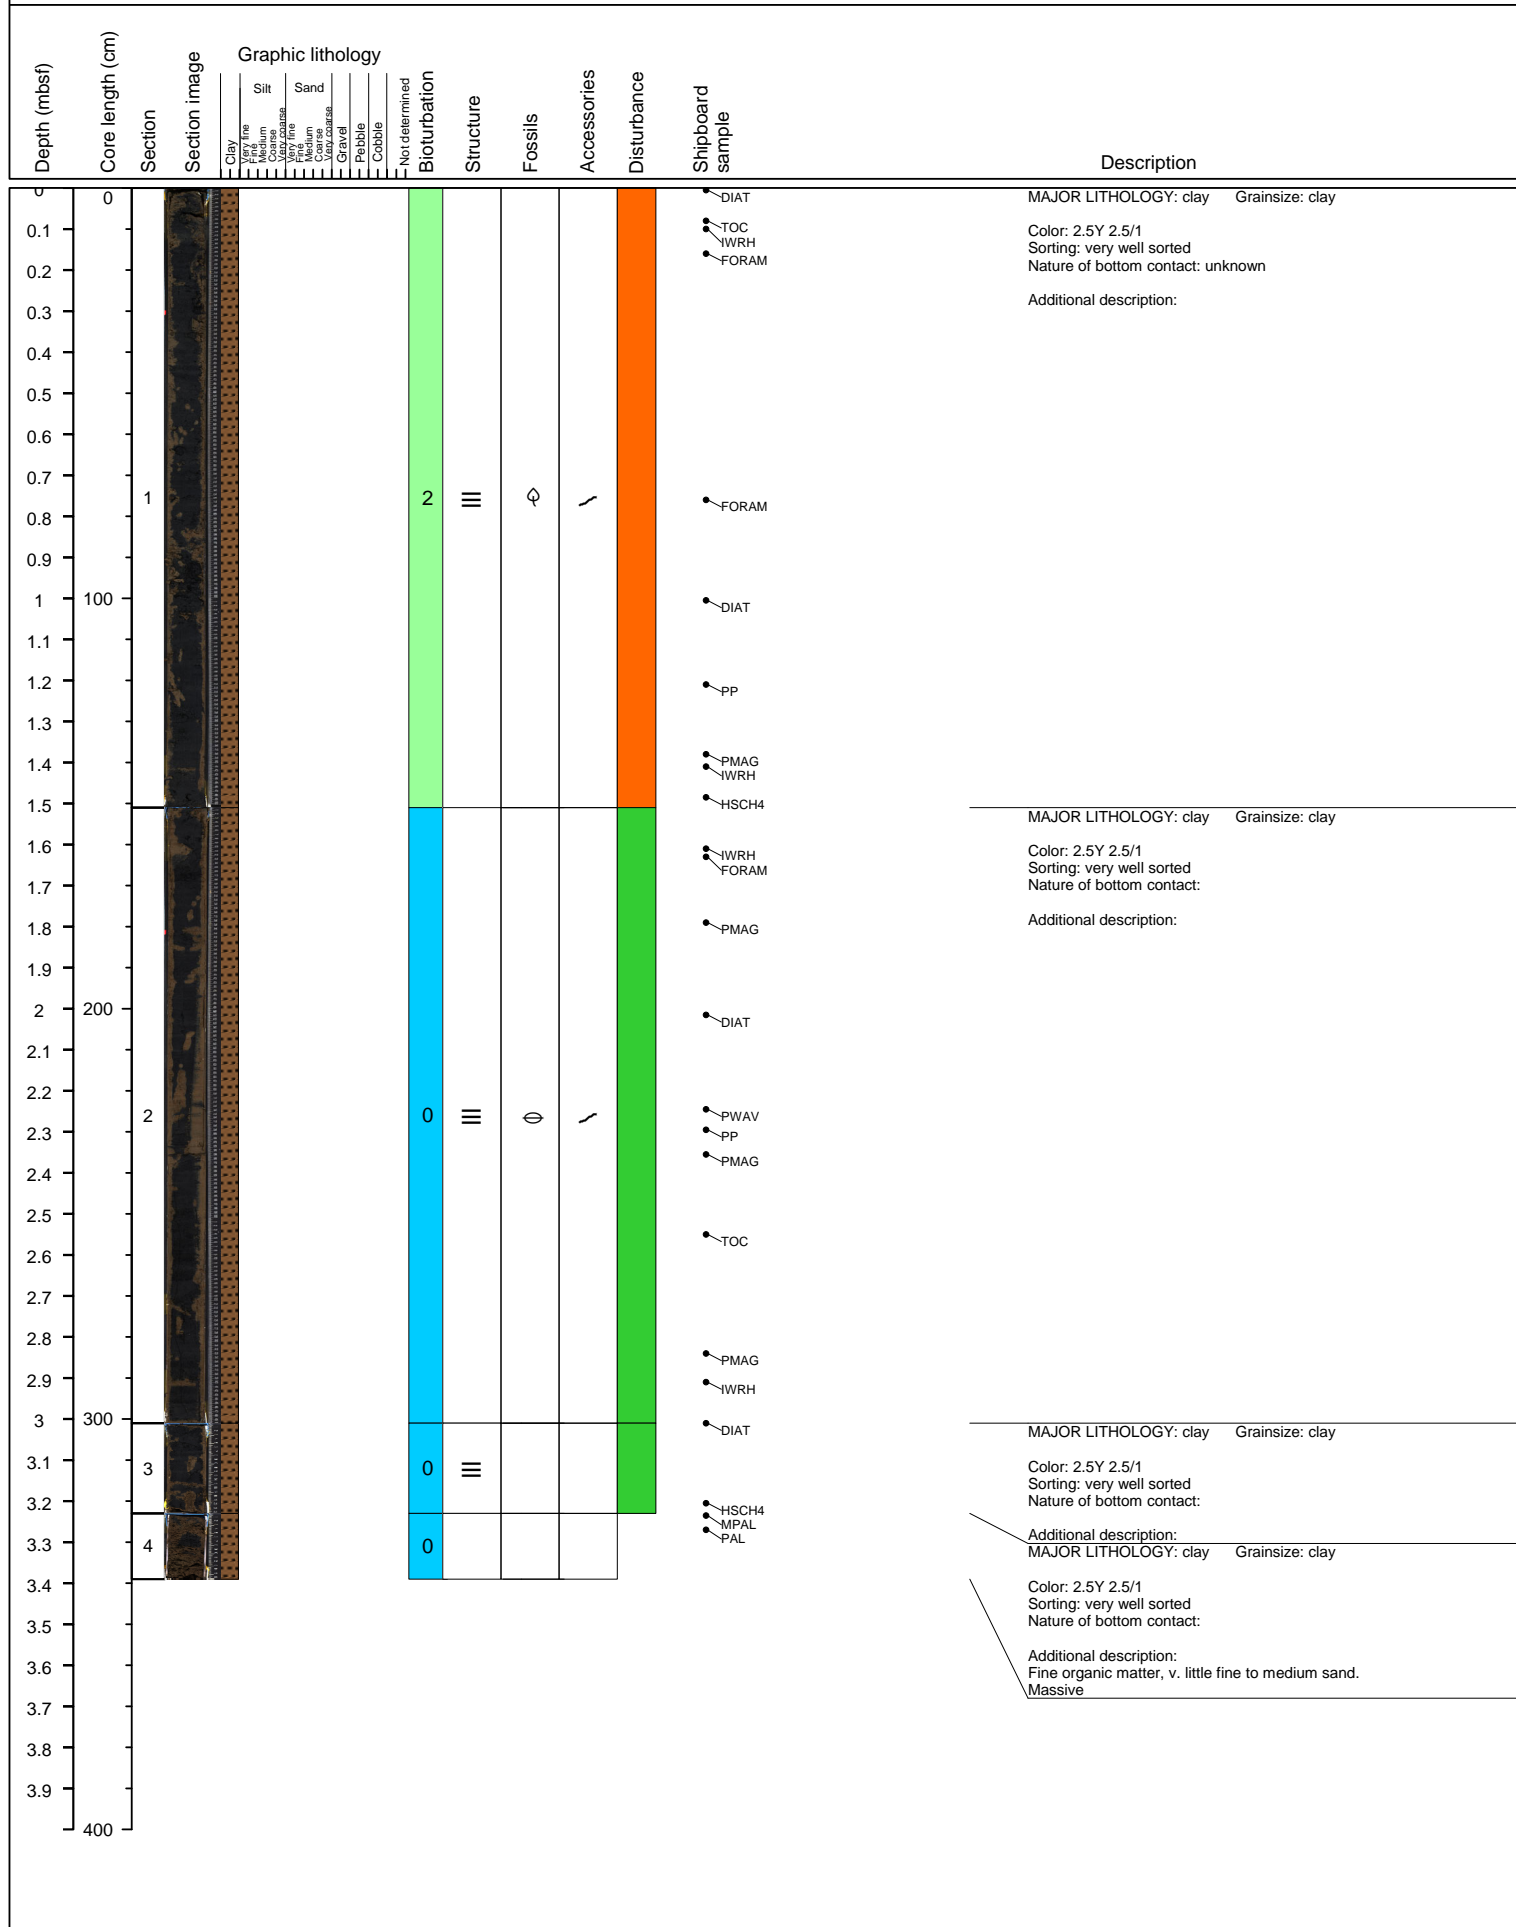 Depth (mbsf)
Core length (cm)
Section
Section image
Graphic lithology
Clay
Silt
Very fine
Fine
Medium
Coarse
Very coarse
Sand
Very fine
Fine
Medium
Coarse
Very coarse
Gravel
Pebble
Cobble
Not determined
Bioturbation
Structure
Fossils
Accessories
Disturbance
Shipboard
sample
Description
0
0.1
0.2
0.3
0.4
0.5
0.6
0.7
0.8
0.9
1
1.1
1.2
1.3
1.4
1.5
1.6
1.7
1.8
1.9
2
2.1
2.2
2.3
2.4
2.5
2.6
2.7
2.8
2.9
3
3.1
3.2
3.3
3.4
3.5
3.6
3.7
3.8
3.9
0
100
200
300
400
1
2
3
4
2
0
0
0
DIAT
TOC
IWRH
FORAM
FORAM
DIAT
PP
PMAG
IWRH
HSCH4
IWRH
FORAM
PMAG
DIAT
PWAV
PP
PMAG
TOC
PMAG
IWRH
DIAT
HSCH4
MPAL
PAL
MAJOR LITHOLOGY: clay Grainsize: clay
Color: 2.5Y 2.5/1
Sorting: very well sorted
Nature of bottom contact: unknown
Additional description:
MAJOR LITHOLOGY: clay Grainsize: clay
Color: 2.5Y 2.5/1
Sorting: very well sorted
Nature of bottom contact:
Additional description:
MAJOR LITHOLOGY: clay Grainsize: clay
Color: 2.5Y 2.5/1
Sorting: very well sorted
Nature of bottom contact:
Additional description:
MAJOR LITHOLOGY: clay Grainsize: clay
Color: 2.5Y 2.5/1
Sorting: very well sorted
Nature of bottom contact:
Additional description:
Fine organic matter, v. little fine to medium sand.
Massive